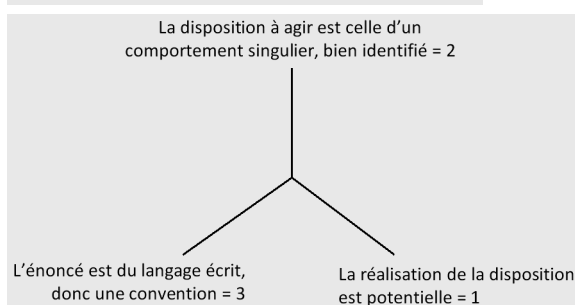 La disposition à agir est celle d'un
comportement singulier, bien identifié = 2
L'énoncé est du langage écrit,
donc une convention = 3
La réalisation de la disposition
est potentielle = 1